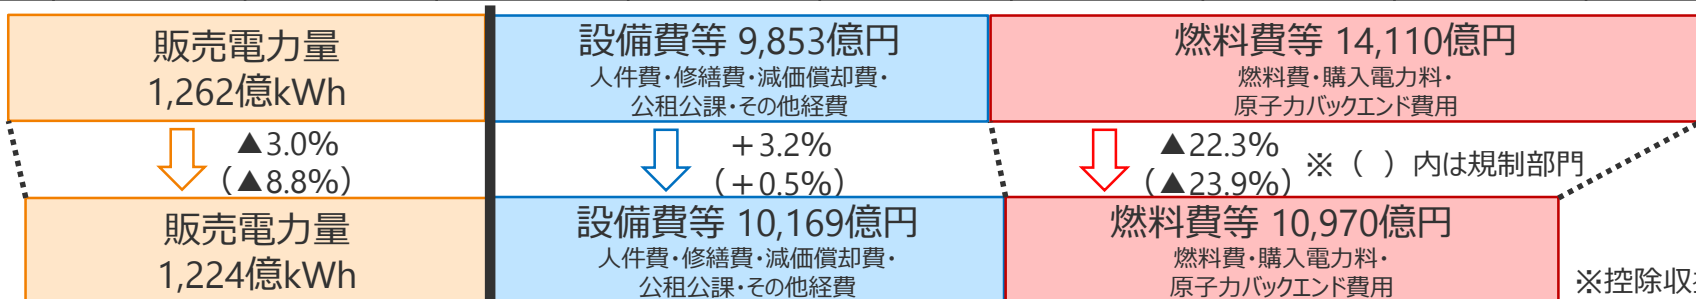 販売電力量
1,262億kWh
設備費等 9,853億円
人件費・修繕費・減価償却費・
公租公課・その他経費
燃料費等 14,110億円
燃料費・購入電力料・
原子力バックエンド費用
▲3.0%
（▲8.8%）
＋3.2%
（＋0.5%）
▲22.3%
（▲23.9%）
※（　）内は規制部門
販売電力量
1,224億kWh
設備費等 10,169億円
人件費・修繕費・減価償却費・
公租公課・その他経費
燃料費等 10,970億円
燃料費・購入電力料・
原子力バックエンド費用
※控除収